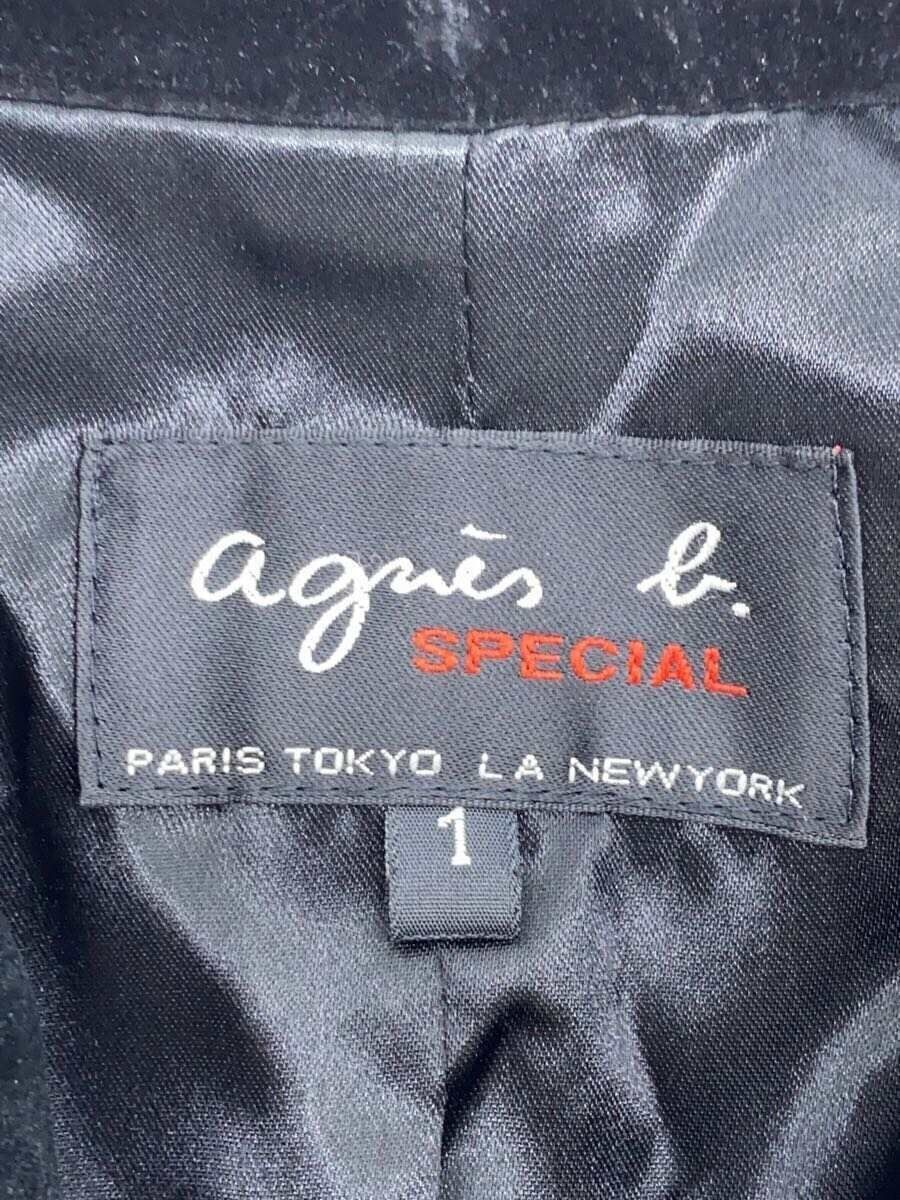 agnès b.
SPECIAL
PARIS TOKYO LA NEWYORK
1